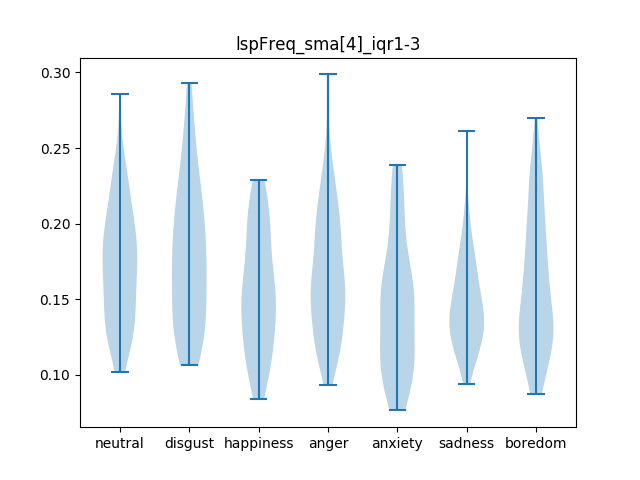 lspFreq_sma[4]_iqr1-3
0.30
0.25
0.20
0.15
0.10
neutral disgust happiness anger anxiety sadness boredom